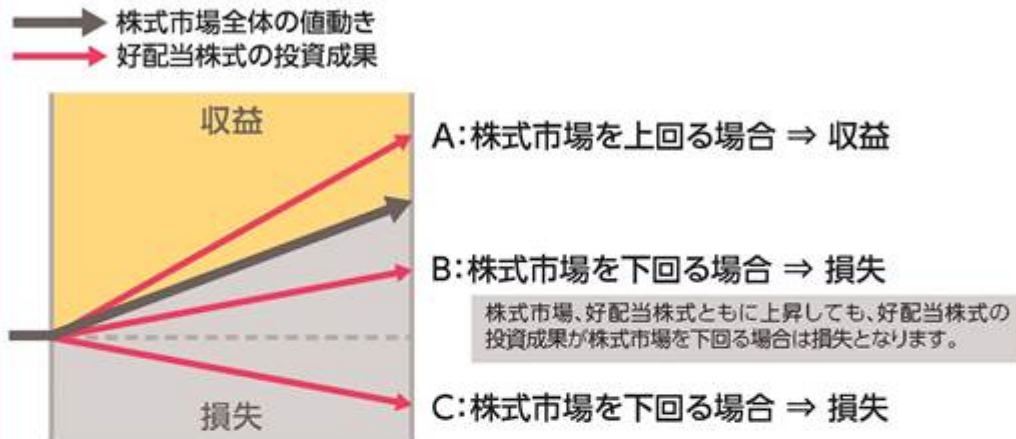 株式市場全体の値動き
好配当株式の投資成果
収益
A:株式市場を上回る場合 ⇒ 収益
B:株式市場を下回る場合 ⇒ 損失
株式市場、好配当株式ともに上昇しても、好配当株式の
投資成果が株式市場を下回る場合は損失となります。
損失
C:株式市場を下回る場合 ⇒ 損失